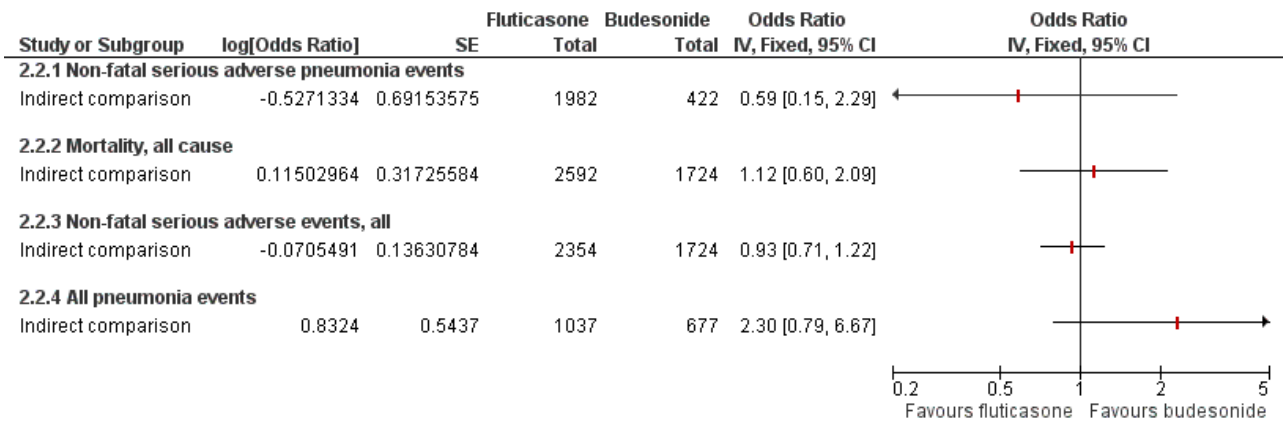 Fluticasone Budesonide Odds Ratio Odds Ratio
Study or Subgroup log[Odds Ratio] SE Total Total IV, Fixed, 95% CI IV, Fixed, 95% CI
2.2.1 Non-fatal serious adverse pneumonia events
Indirect comparison -0.5271334 0.69153575 1982 422 0.59 [0.15, 2.29]
2.2.2 Mortality, all cause
Indirect comparison 0.11502964 0.31725584 2592 1724 1.12 [0.60, 2.09]
2.2.3 Non-fatal serious adverse events, all
Indirect comparison -0.0705491 0.13630784 2354 1724 0.93 [0.71, 1.22]
2.2.4 All pneumonia events
Indirect comparison 0.8324 0.5437 1037 677 2.30 [0.79, 6.67]
0.2 0.5 1 2 5
Favours fluticasone Favours budesonide